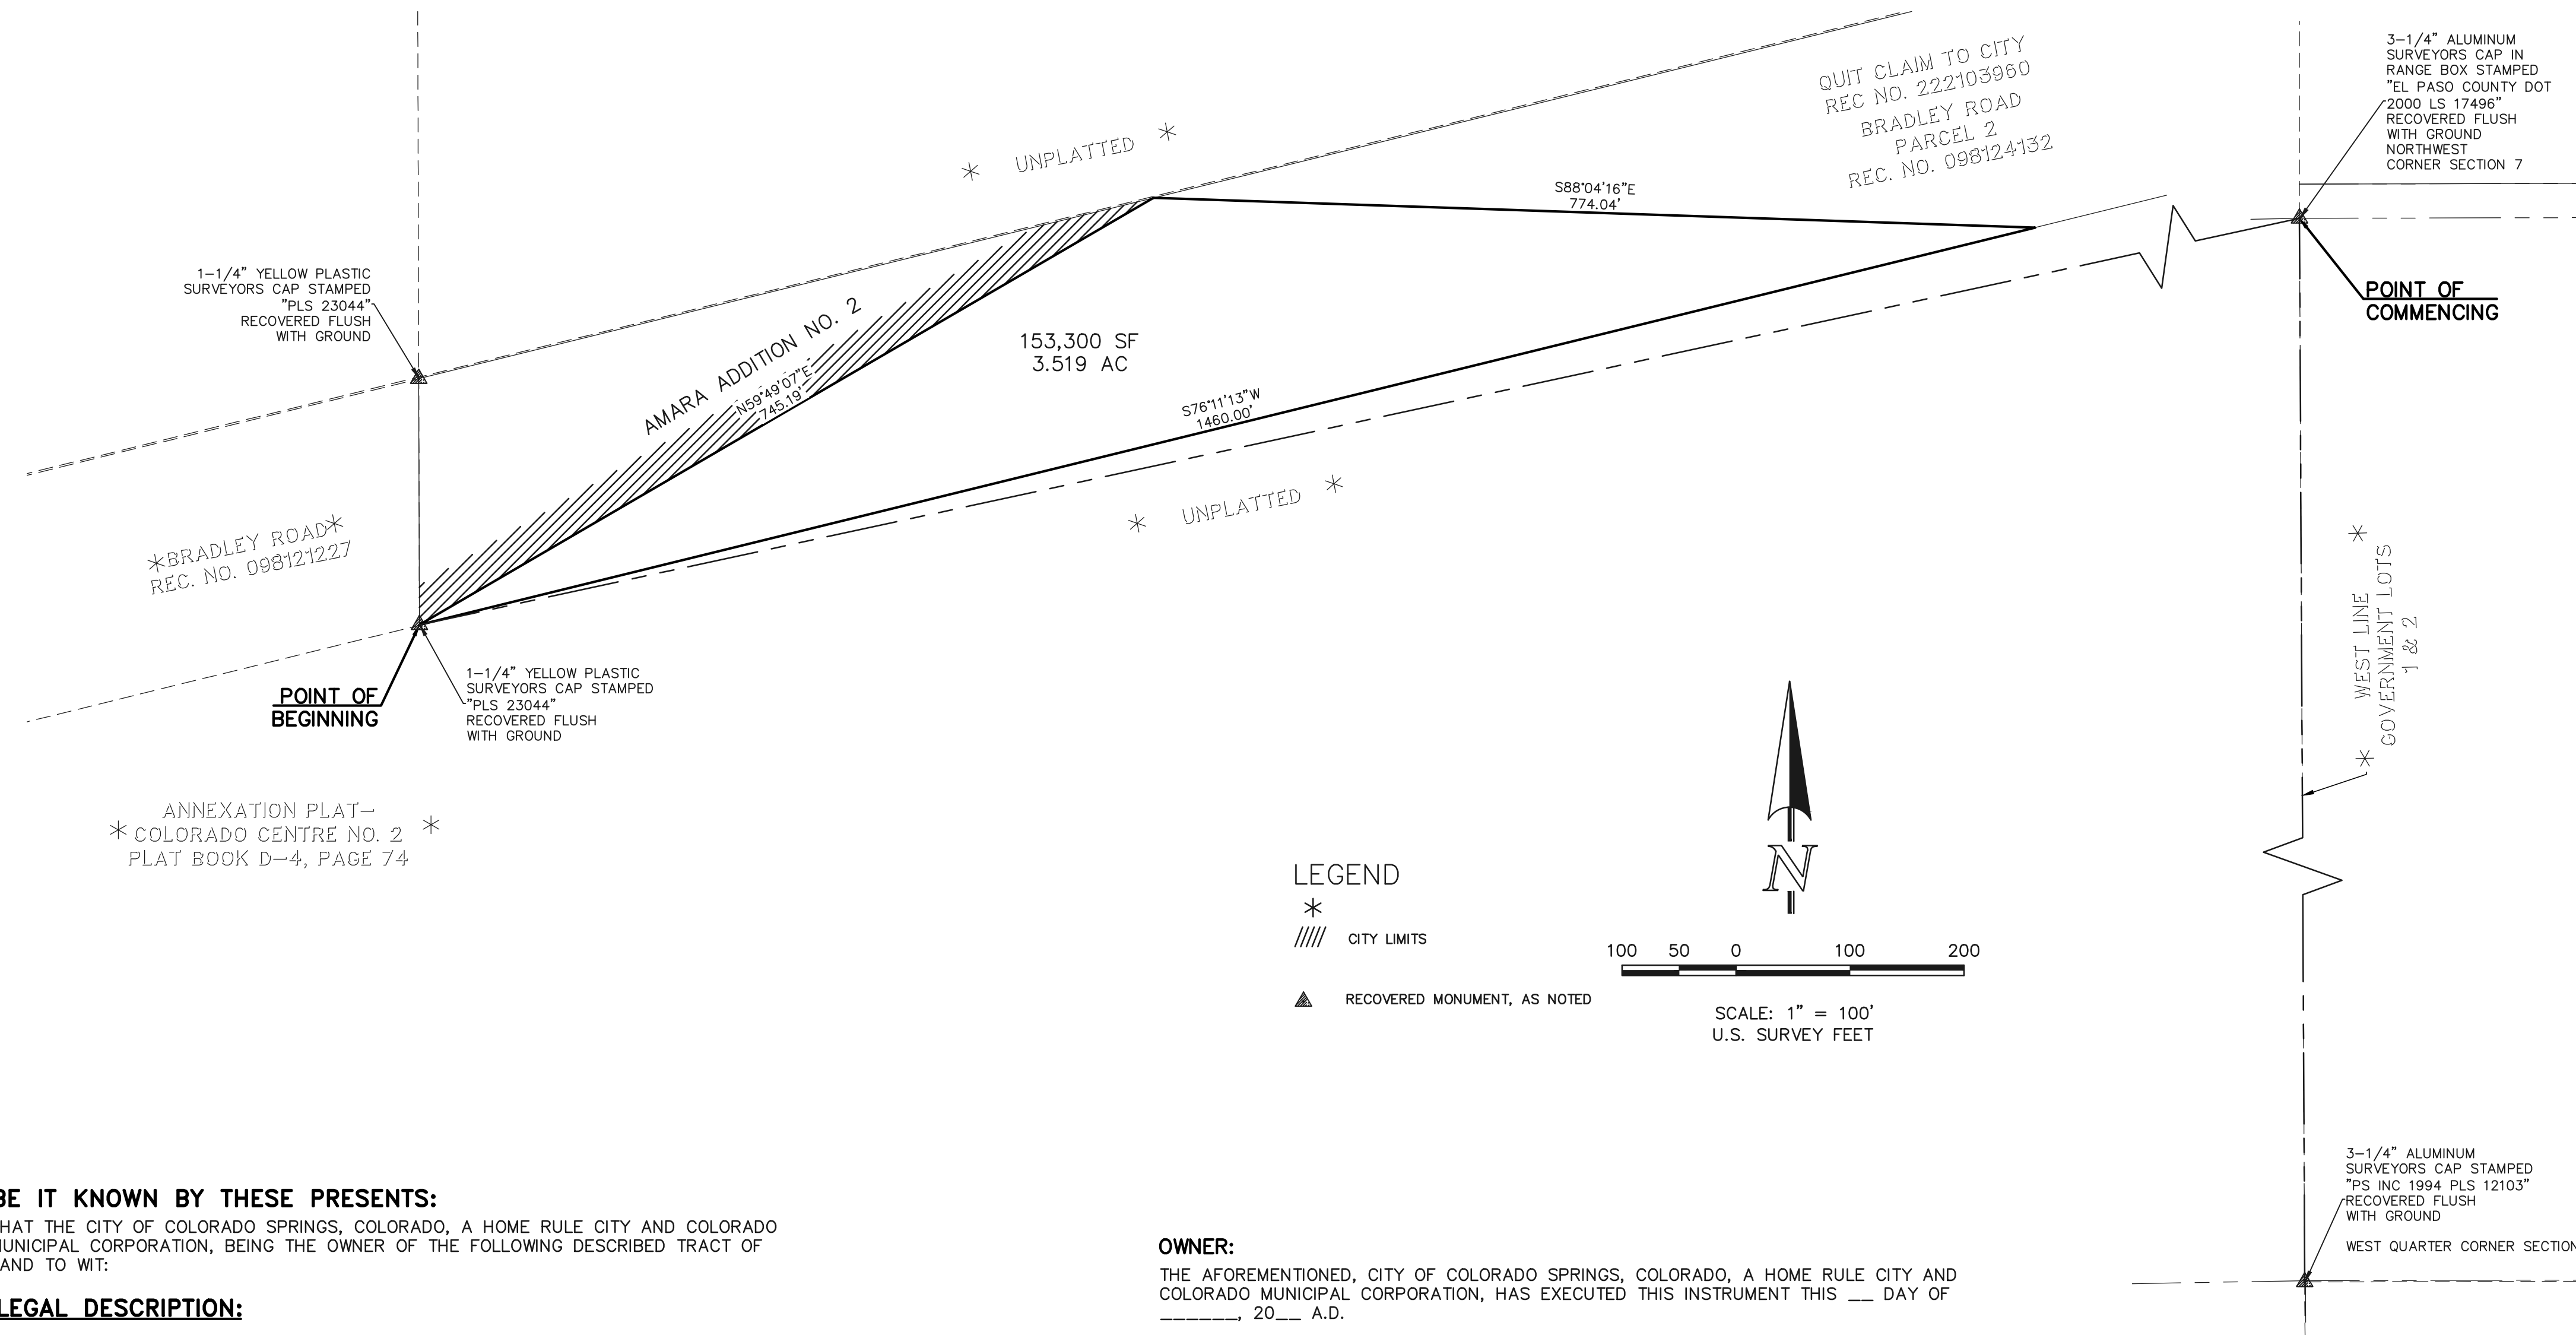 3-1/4" ALUMINUM
SURVEYORS CAP IN
RANGE BOX STAMPED
"EL PASO COUNTY DOT
2000 LS 17496"
RECOVERED FLUSH
WITH GROUND
NORTHWEST
CORNER SECTION 7
QUIT CLAIM TO CITY
REC NO. 222103960
BRADLEY ROAD
PARCEL 2
REC. NO. 098124132
* UNPLATTED *
S88°04'16"E
774.04'
1-1/4" YELLOW PLASTIC
SURVEYORS CAP STAMPED
"PLS 23044"
RECOVERED FLUSH
WITH GROUND
POINT OF
COMMENCING
AMARA ADDITION NO. 2
N59°49'07"E
745.19'
153,300 SF
3.519 AC
S76°11'13"W
1460.00'
* UNPLATTED *
*BRADLEY ROAD*
REC. NO. 098121227
* WEST LINE *
GOVERNMENT LOTS
1 & 2
POINT OF
BEGINNING
1-1/4" YELLOW PLASTIC
SURVEYORS CAP STAMPED
"PLS 23044"
RECOVERED FLUSH
WITH GROUND
ANNEXATION PLAT-
* COLORADO CENTRE NO. 2 *
PLAT BOOK D-4, PAGE 74
N
LEGEND
*
CITY LIMITS
RECOVERED MONUMENT, AS NOTED
100 50 0 100 200
SCALE: 1" = 100'
U.S. SURVEY FEET
3-1/4" ALUMINUM
SURVEYORS CAP STAMPED
"PS INC 1994 PLS 12103"
RECOVERED FLUSH
WITH GROUND
WEST QUARTER CORNER SECTION
BE IT KNOWN BY THESE PRESENTS:
HAT THE CITY OF COLORADO SPRINGS, COLORADO, A HOME RULE CITY AND COLORADO
MUNICIPAL CORPORATION, BEING THE OWNER OF THE FOLLOWING DESCRIBED TRACT OF
AND TO WIT:
LEGAL DESCRIPTION:
OWNER:
THE AFOREMENTIONED, CITY OF COLORADO SPRINGS, COLORADO, A HOME RULE CITY AND
COLORADO MUNICIPAL CORPORATION, HAS EXECUTED THIS INSTRUMENT THIS __ DAY OF
______, 20__ A.D.